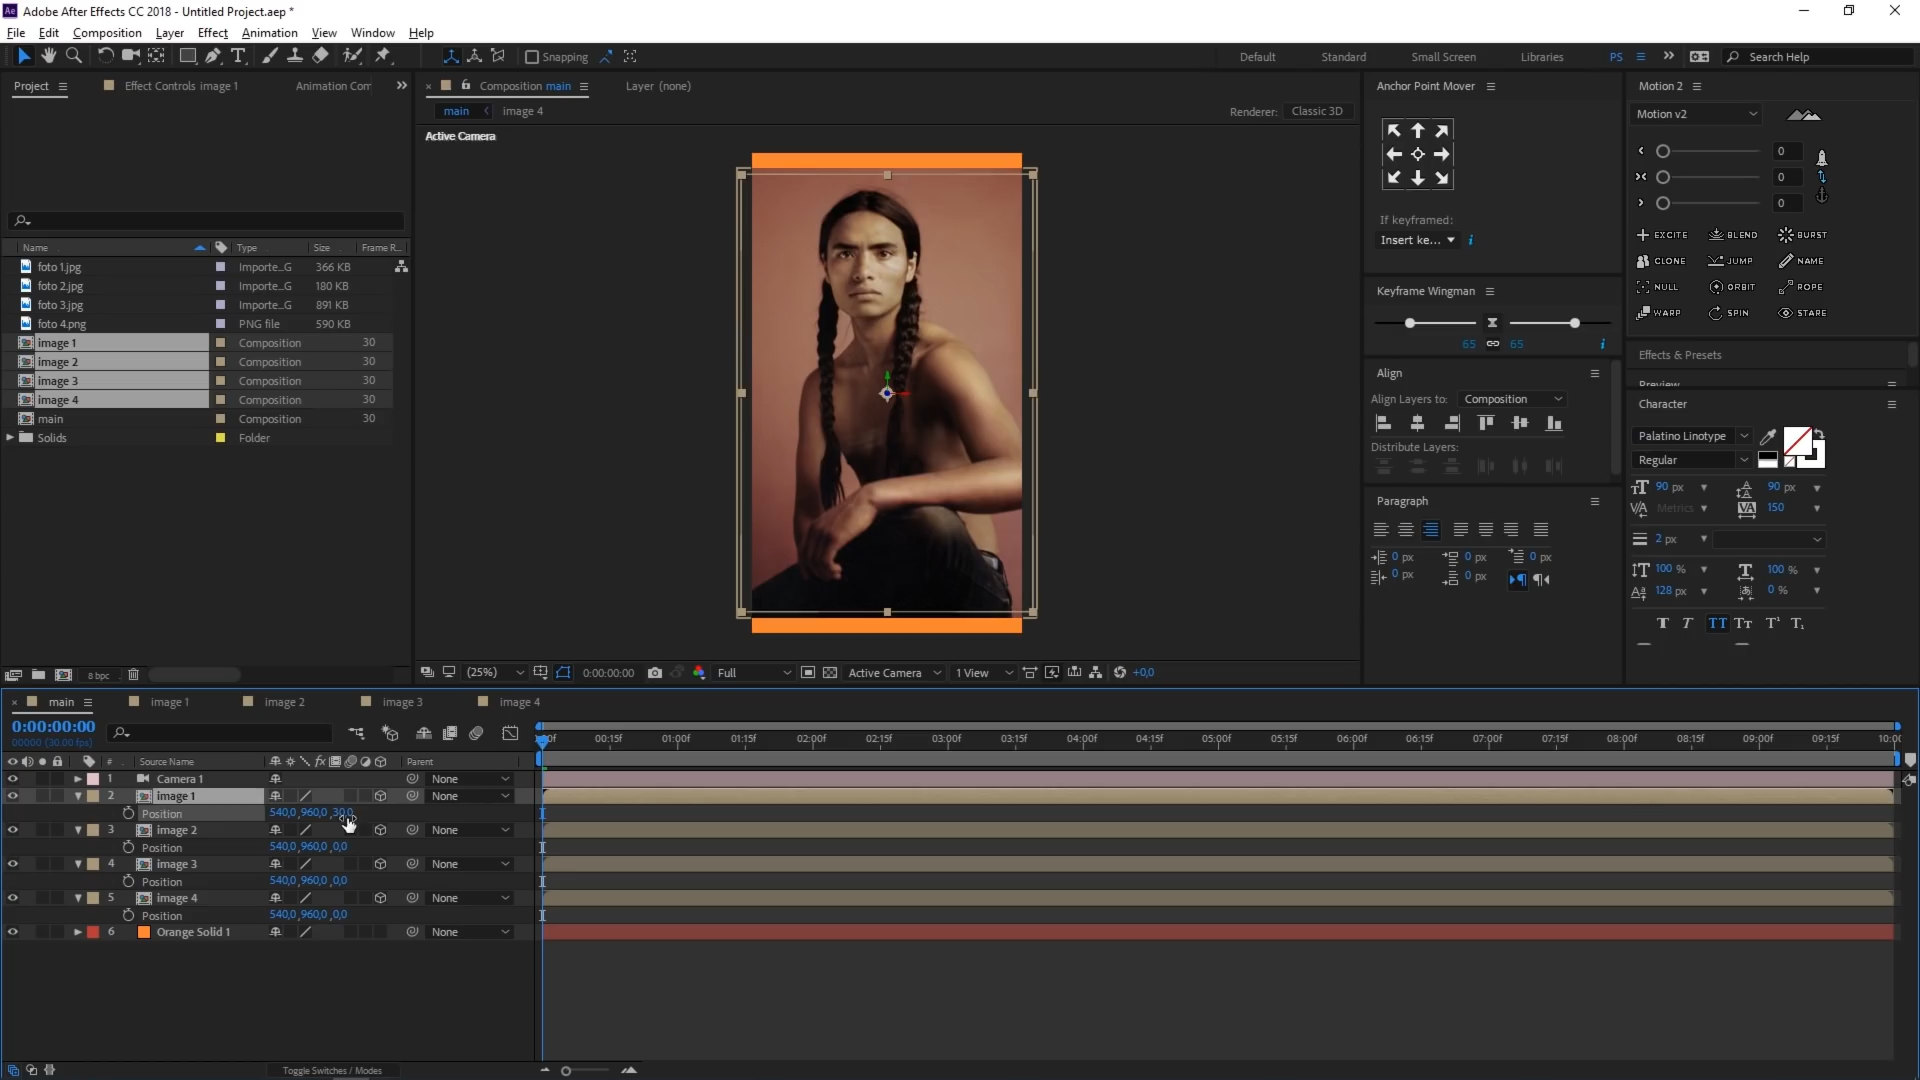 Ae Adobe After Effects CC 2018 - Untitled Project.aep *
File Edit Composition Layer Effect Animation View Window Help
Snapping
Default Standard Small Screen Libraries PS Search Help
Project Effect Controls image 1 Animation Con
Composition main Layer (none)
main image 4
Renderer: Classic 3D
Active Camera
Name Type Size Frame R...
foto 1.jpg Importe...G 366 KB
foto 2.jpg Importe...G 180 KB
foto 3.jpg Importe...G 891 KB
foto 4.png PNG file 590 KB
image 1 Composition 30
image 2 Composition 30
image 3 Composition 30
image 4 Composition 30
main Composition 30
Solids Folder
8 bpc
(25%) 0:00:00:00 Full Active Camera 1 View +0,0
Anchor Point Mover
If keyframed:
Insert ke...
Keyframe Wingman
65 65
Align
Align Layers to: Composition
Distribute Layers:
Paragraph
0 px 0 px 0 px
0 px 0 px
Motion 2
Motion v2
0
0
0
EXCITE BLEND BURST
CLONE JUMP NAME
NULL ORBIT ROPE
WARP SPIN STARE
Effects & Presets
Preview
Character
Palatino Linotype
Regular
90 px 90 px
Metrics 150
2 px
100 % 100 %
128 px 0 %
T T TT Tт T¹ T₁
main image 1 image 2 image 3 image 4
0:00:00:00
00000 (30.00 fps)
00:15f 01:00f 01:15f 02:00f 02:15f 03:00f 03:15f 04:00f 04:15f 05:00f 05:15f 06:00f 06:15f 07:00f 07:15f 08:00f 08:15f 09:00f 09:15f 10:00
# Source Name fx Parent
1 Camera 1 None
2 image 1 None
Position 540,0 ,960,0 ,30,0
3 image 2 None
Position 540,0 ,960,0 ,0,0
4 image 3 None
Position 540,0 ,960,0 ,0,0
5 image 4 None
Position 540,0 ,960,0 ,0,0
6 Orange Solid 1 None
Toggle Switches / Modes